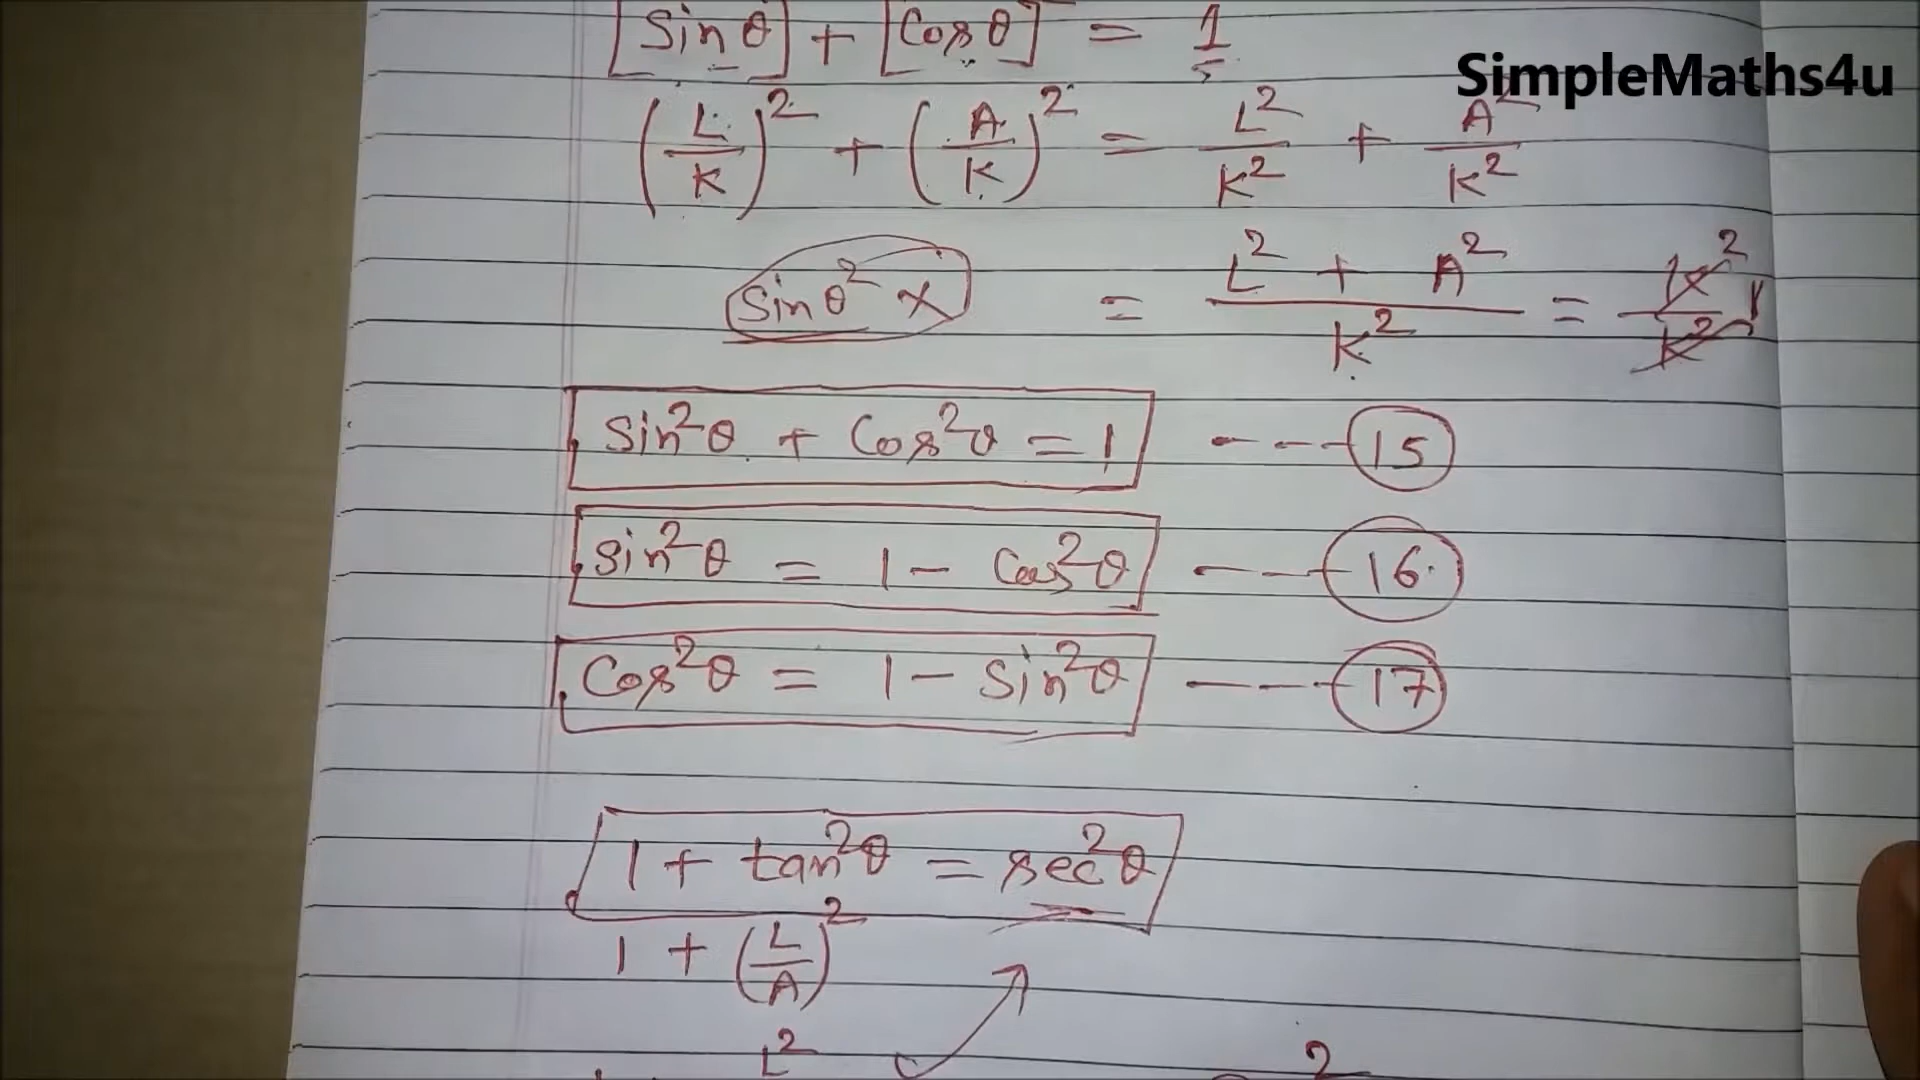 [Sin θ] + [Cos θ] = 1
SimpleMaths4u
(L/K)² + (A/K)² = L²/K² + A²/K²
Sin θ² × = L² + A² / K² = K²/K² 1
Sin²θ + Cos²θ = 1 ---- 15
Sin²θ = 1 - Cos²θ ---- 16
Cos²θ = 1 - Sin²θ ---- 17
1 + tan²θ = sec²θ
1 + (L/A)²
L² 2